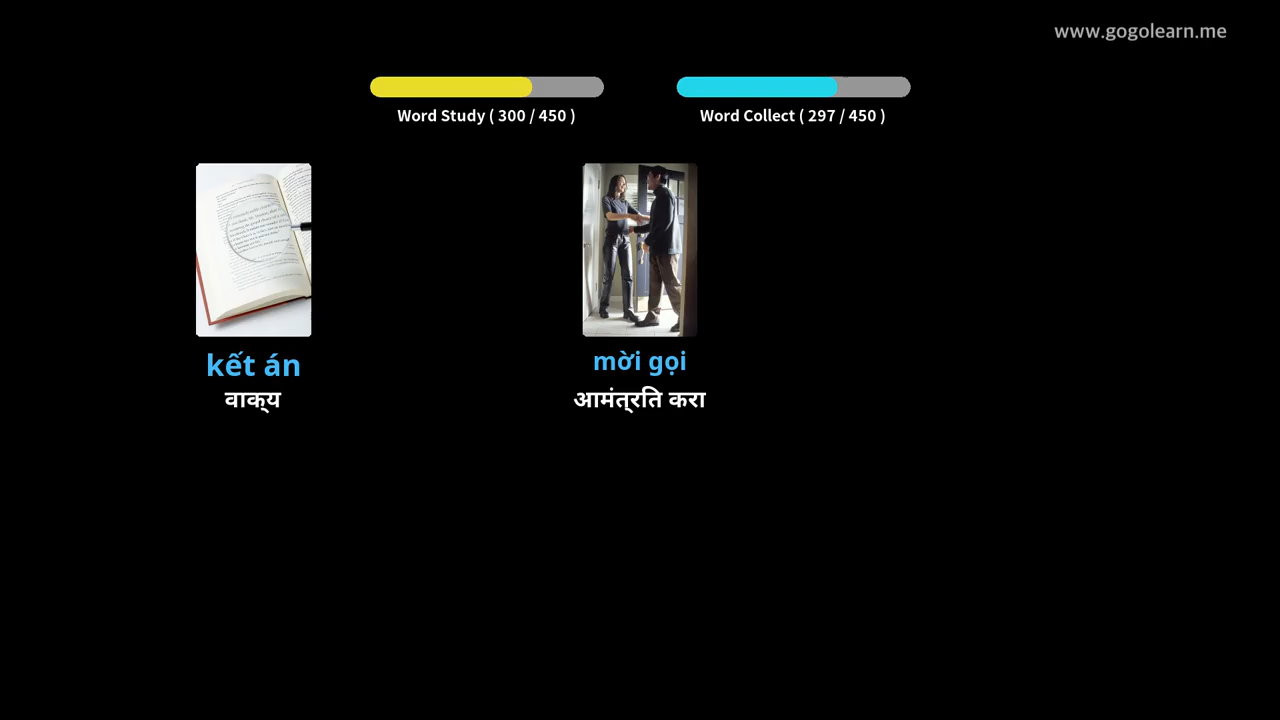 www.gogolearn.me
Word Study ( 300 / 450 )
Word Collect ( 297 / 450 )
kết án
वाक्य
mời gọi
आमंत्रति करा